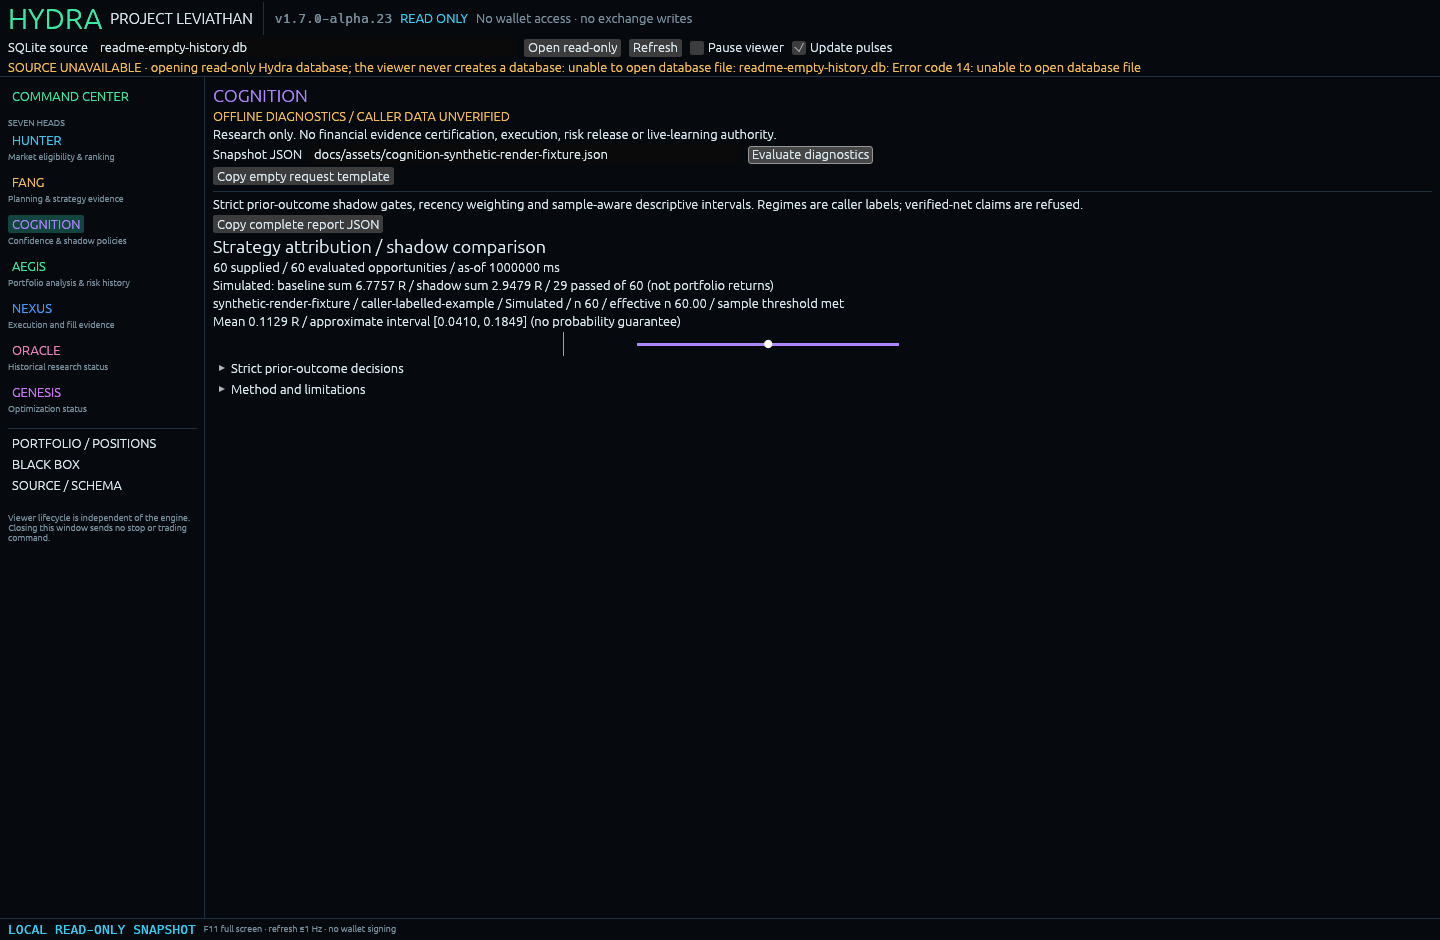 HYDRA PROJECT LEVIATHAN v1.7.0-alpha.23 READ ONLY No wallet access · no exchange writes
SQLite source readme-empty-history.db Open read-only Refresh Pause viewer Update pulses
SOURCE UNAVAILABLE · opening read-only Hydra database; the viewer never creates a database: unable to open database file: readme-empty-history.db: Error code 14: unable to open database file
COMMAND CENTER
SEVEN HEADS
HUNTER
Market eligibility & ranking
FANG
Planning & strategy evidence
COGNITION
Confidence & shadow policies
AEGIS
Portfolio analysis & risk history
NEXUS
Execution and fill evidence
ORACLE
Historical research status
GENESIS
Optimization status
PORTFOLIO / POSITIONS
BLACK BOX
SOURCE / SCHEMA
Viewer lifecycle is independent of the engine.
Closing this window sends no stop or trading
command.
COGNITION
OFFLINE DIAGNOSTICS / CALLER DATA UNVERIFIED
Research only. No financial evidence certification, execution, risk release or live-learning authority.
Snapshot JSON docs/assets/cognition-synthetic-render-fixture.json Evaluate diagnostics
Copy empty request template
Strict prior-outcome shadow gates, recency weighting and sample-aware descriptive intervals. Regimes are caller labels; verified-net claims are refused.
Copy complete report JSON
Strategy attribution / shadow comparison
60 supplied / 60 evaluated opportunities / as-of 1000000 ms
Simulated: baseline sum 6.7757 R / shadow sum 2.9479 R / 29 passed of 60 (not portfolio returns)
synthetic-render-fixture / caller-labelled-example / Simulated / n 60 / effective n 60.00 / sample threshold met
Mean 0.1129 R / approximate interval [0.0410, 0.1849] (no probability guarantee)
Strict prior-outcome decisions
Method and limitations
LOCAL READ-ONLY SNAPSHOT F11 full screen · refresh ≤1 Hz · no wallet signing